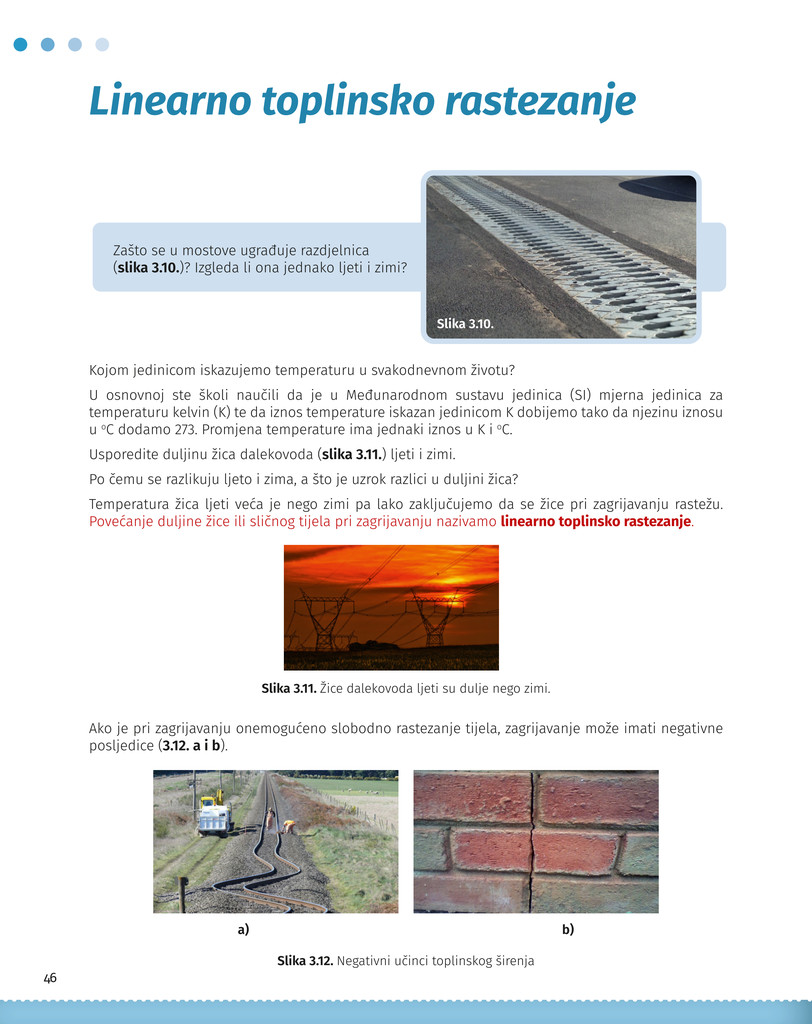 Linearno toplinsko rastezanje
Zašto se u mostove ugrađuje razdjelnica
(slika 3.10.)? Izgleda li ona jednako ljeti i zimi?
Slika 3.10.
Kojom jedinicom iskazujemo temperaturu u svakodnevnom životu?
U osnovnoj ste školi naučili da je u Međunarodnom sustavu jedinica (SI) mjerna jedinica za
temperaturu kelvin (K) te da iznos temperature iskazan jedinicom K dobijemo tako da njezinu iznosu
u ºC dodamo 273. Promjena temperature ima jednaki iznos u K i ºC.
Usporedite duljinu žica dalekovoda (slika 3.11.) ljeti i zimi.
Po čemu se razlikuju ljeto i zima, a što je uzrok razlici u duljini žica?
Temperatura žica ljeti veća je nego zimi pa lako zaključujemo da se žice pri zagrijavanju rastežu.
Povećanje duljine žice ili sličnog tijela pri zagrijavanju nazivamo linearno toplinsko rastezanje.
Slika 3.11. Žice dalekovoda ljeti su dulje nego zimi.
Ako je pri zagrijavanju onemogućeno slobodno rastezanje tijela, zagrijavanje može imati negativne
posljedice (3.12. a i b).
a)
b)
Slika 3.12. Negativni učinci toplinskog širenja
46